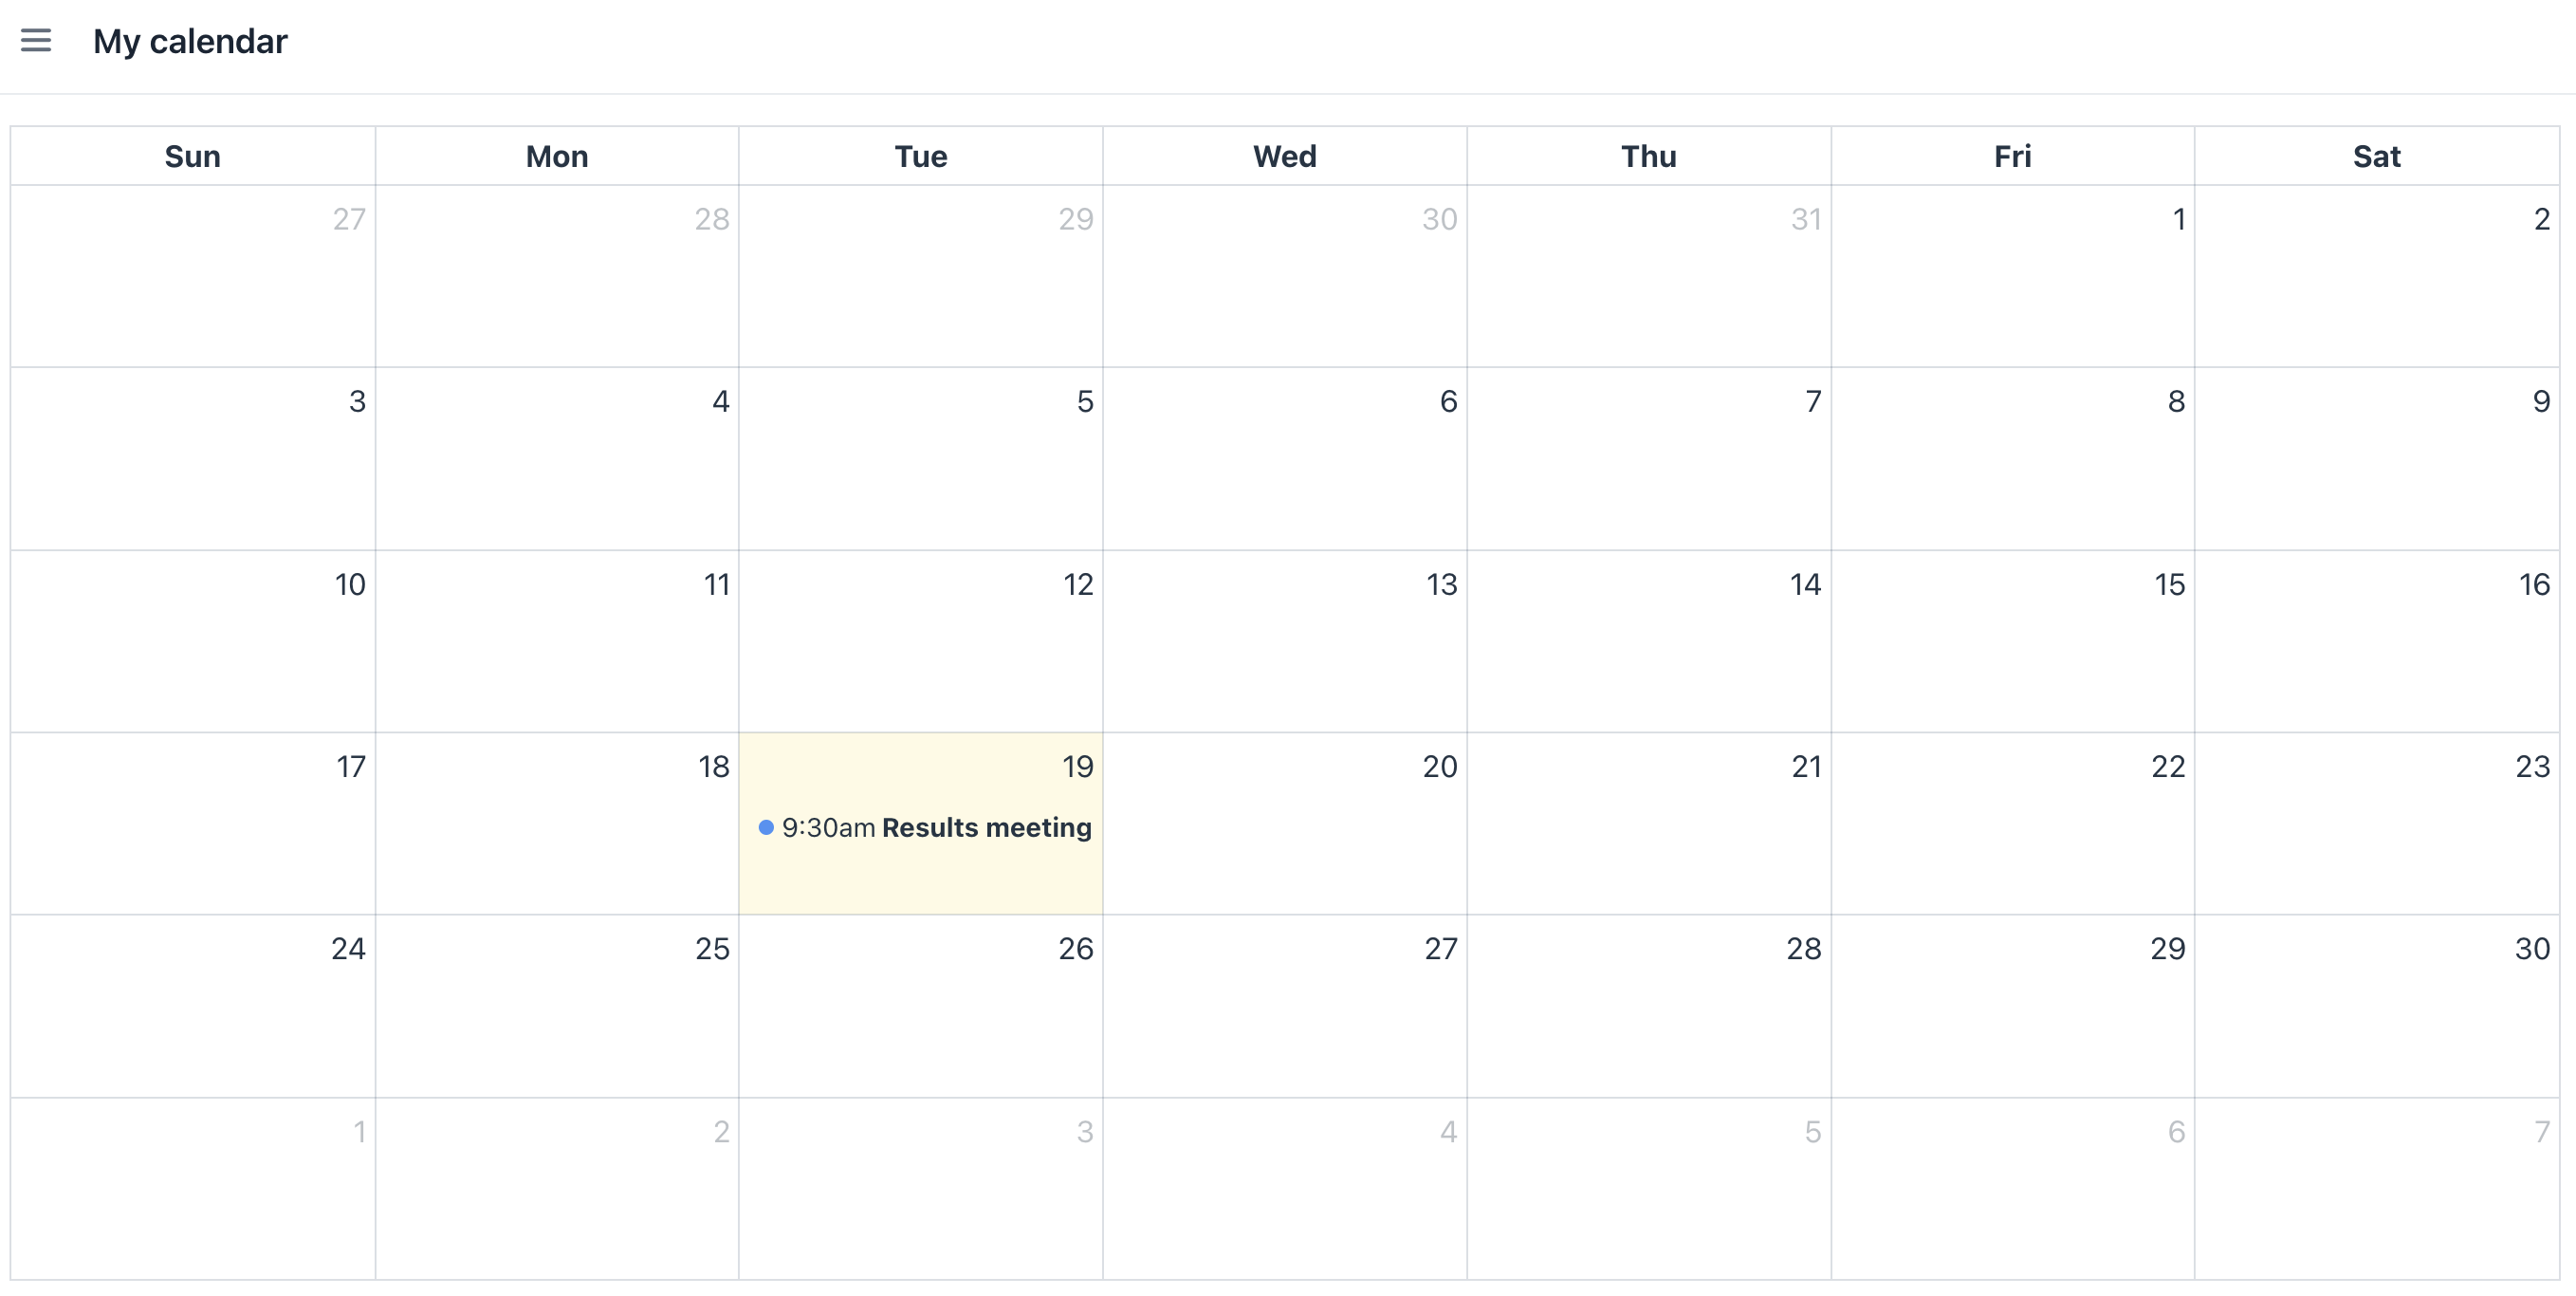 My calendar
Sun Mon Tue Wed Thu Fri Sat
27 28 29 30 31 1 2
3 4 5 6 7 8 9
10 11 12 13 14 15 16
17 18 19 20 21 22 23
9:30am Results meeting
24 25 26 27 28 29 30
1 2 3 4 5 6 7